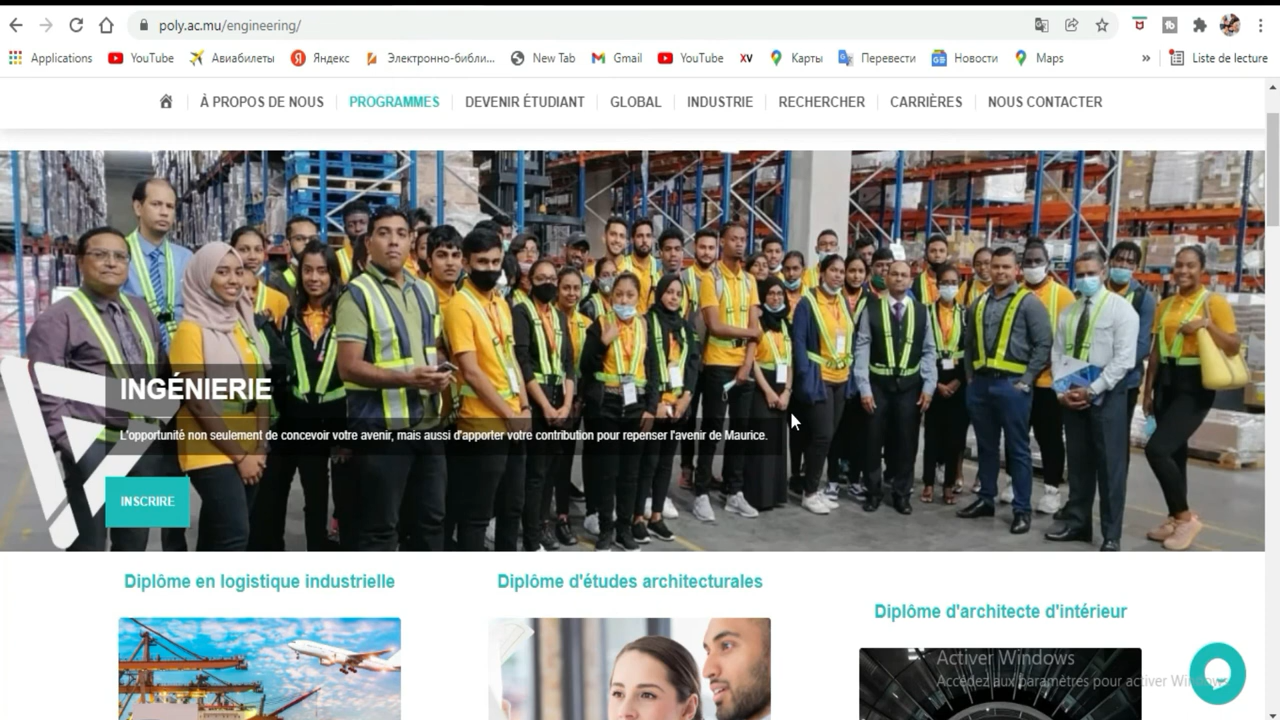 poly.ac.mu/engineering/
Applications YouTube Авиабилеты Яндекс Электронно-библи... New Tab Gmail YouTube XV Карты Перевести Новости Maps » Liste de lecture
À PROPOS DE NOUS PROGRAMMES DEVENIR ÉTUDIANT GLOBAL INDUSTRIE RECHERCHER CARRIÈRES NOUS CONTACTER
INGÉNIERIE
L'opportunité non seulement de concevoir votre avenir, mais aussi d'apporter votre contribution pour repenser l'avenir de Maurice.
INSCRIRE
Diplôme en logistique industrielle
Diplôme d'études architecturales
Diplôme d'architecte d'intérieur
Activer Windows
Accédez aux paramètres pour activer Windows.